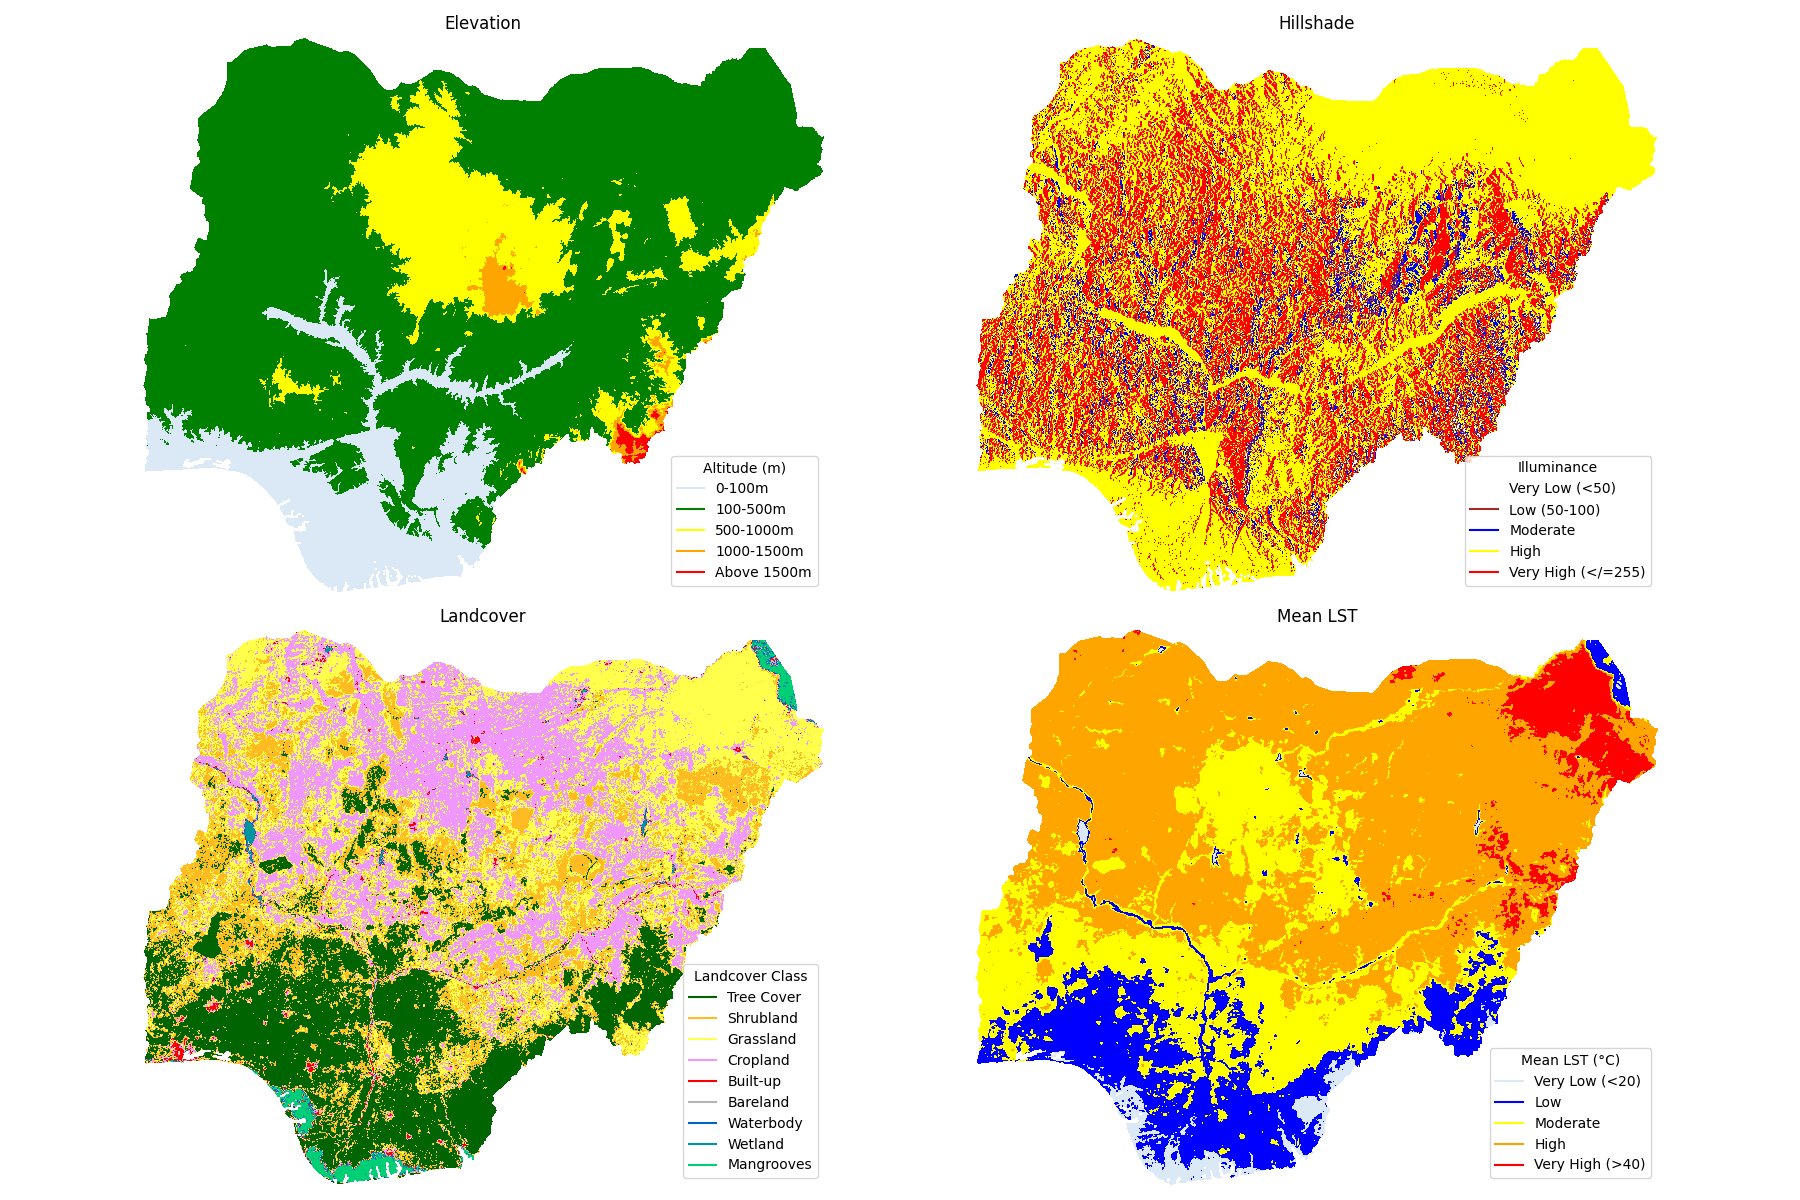 Elevation
Altitude (m)
0-100m
100-500m
500-1000m
1000-1500m
Above 1500m
Hillshade
Illuminance
Very Low (<50)
Low (50-100)
Moderate
High
Very High (</=255)
Landcover
Landcover Class
Tree Cover
Shrubland
Grassland
Cropland
Built-up
Bareland
Waterbody
Wetland
Mangrooves
Mean LST
Mean LST (°C)
Very Low (<20)
Low
Moderate
High
Very High (>40)